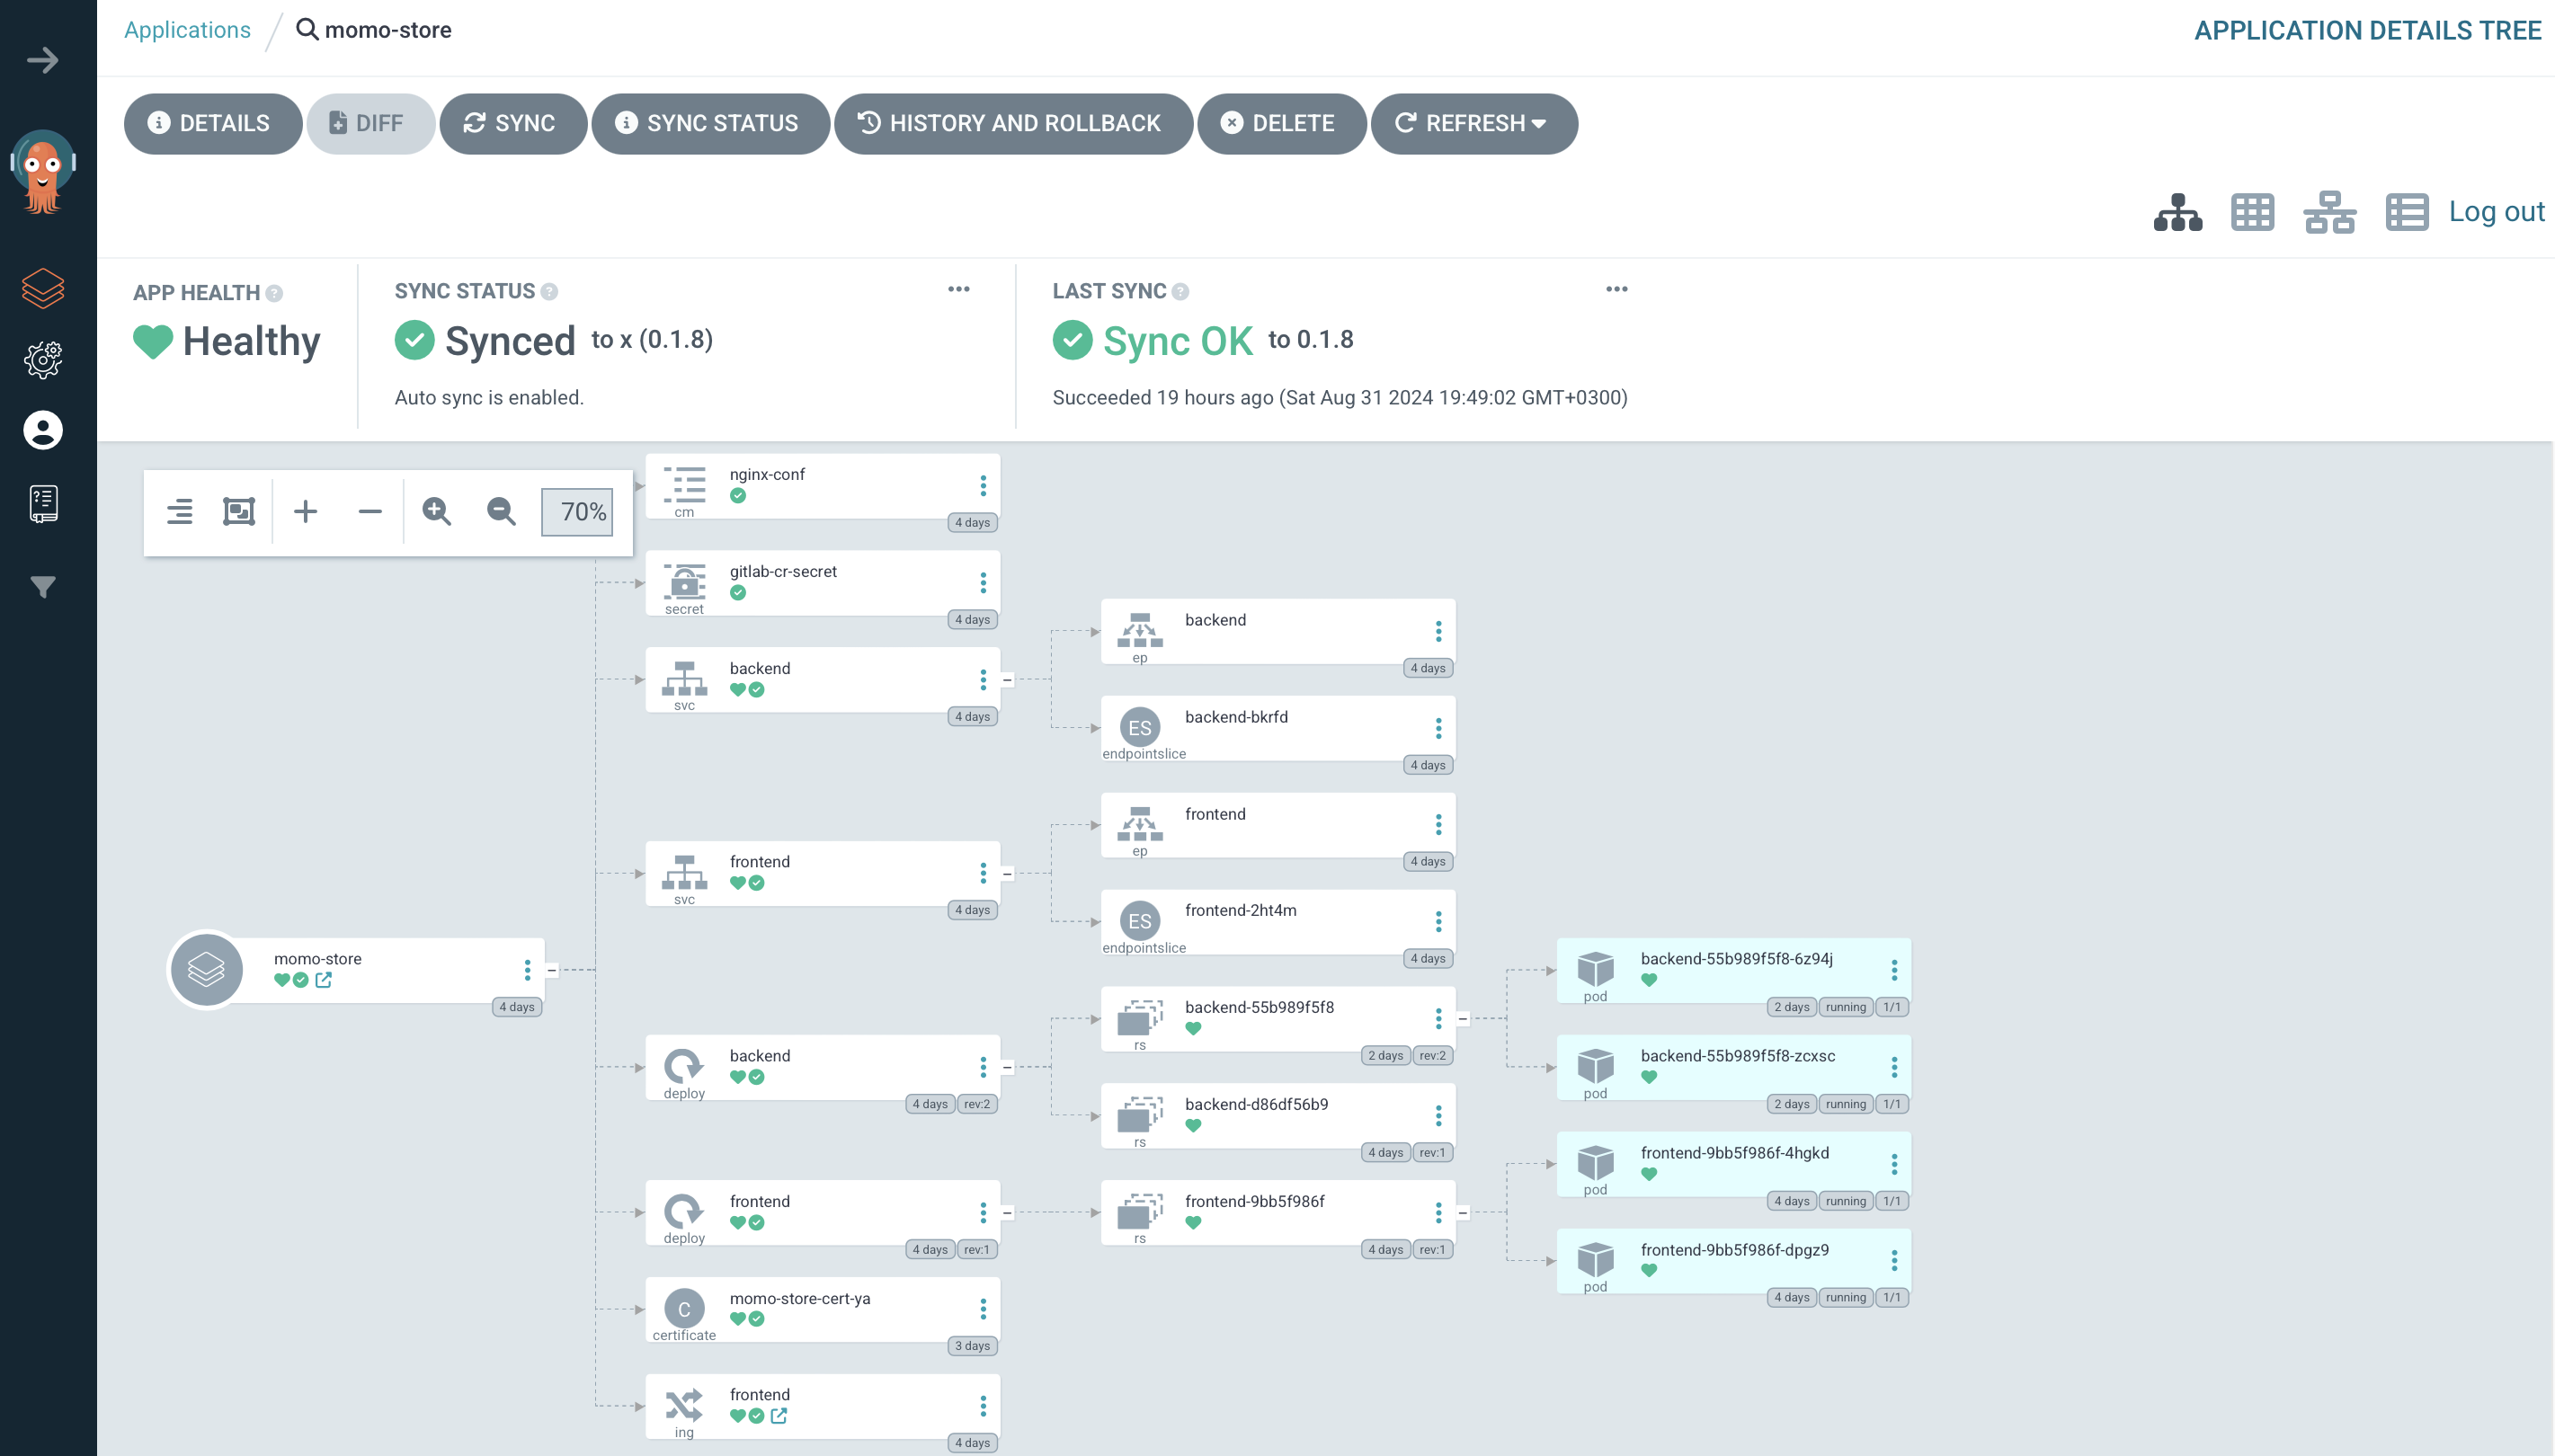 Applications
momo-store
APPLICATION DETAILS TREE
DETAILS
DIFF
SYNC
SYNC STATUS
HISTORY AND ROLLBACK
DELETE
REFRESH
Log out
APP HEALTH ?
Healthy
SYNC STATUS ?
Synced to x (0.1.8)
Auto sync is enabled.
LAST SYNC ?
Sync OK to 0.1.8
Succeeded 19 hours ago (Sat Aug 31 2024 19:49:02 GMT+0300)
70%
momo-store
4 days
nginx-conf
cm
4 days
gitlab-cr-secret
secret
4 days
backend
svc
4 days
frontend
svc
4 days
backend
deploy
4 days rev:2
frontend
deploy
4 days rev:1
C
momo-store-cert-ya
certificate
3 days
frontend
ing
4 days
backend
ep
4 days
ES
backend-bkrfd
endpointslice
4 days
frontend
ep
4 days
ES
frontend-2ht4m
endpointslice
4 days
backend-55b989f5f8
rs
2 days rev:2
backend-d86df56b9
rs
4 days rev:1
frontend-9bb5f986f
rs
4 days rev:1
backend-55b989f5f8-6z94j
pod
2 days running 1/1
backend-55b989f5f8-zcxsc
pod
2 days running 1/1
frontend-9bb5f986f-4hgkd
pod
4 days running 1/1
frontend-9bb5f986f-dpgz9
pod
4 days running 1/1